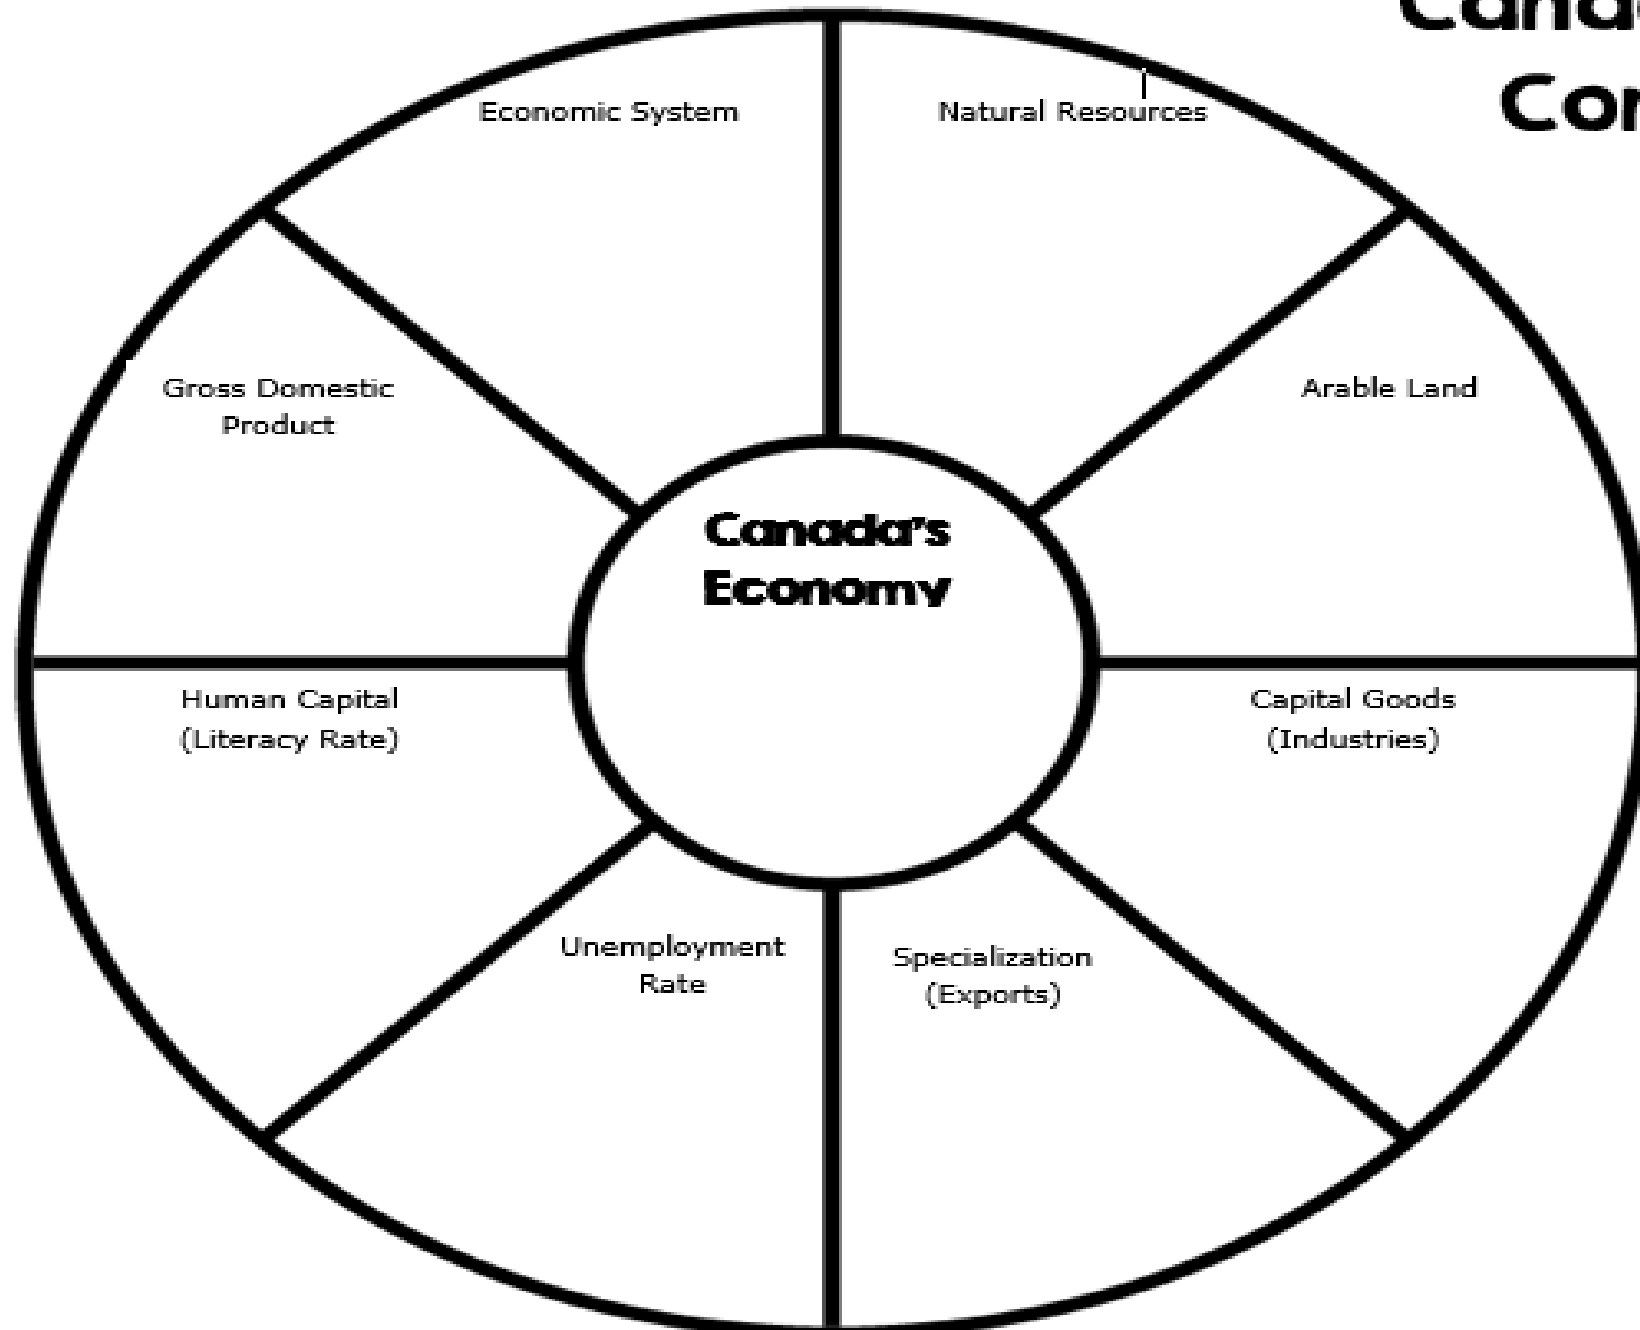 Economic System
Natural Resources
Gross Domestic
Product
Arable Land
Canada's
Economy
Human Capital
(Literacy Rate)
Capital Goods
(Industries)
Unemployment
Rate
Specialization
(Exports)